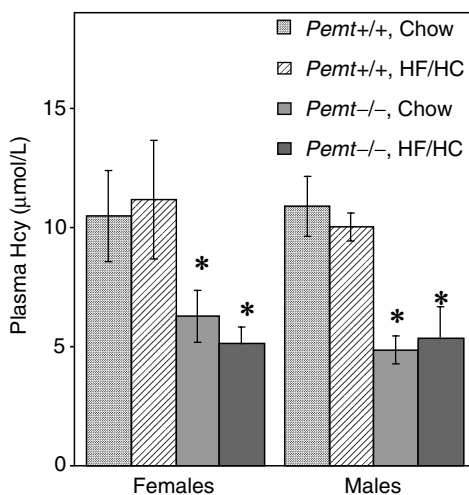 Pemt+/+, Chow
Pemt+/+, HF/HC
Pemt−/−, Chow
Pemt−/−, HF/HC
Plasma Hcy (μmol/L)
15
10
5
0
*
*
*
*
Females
Males